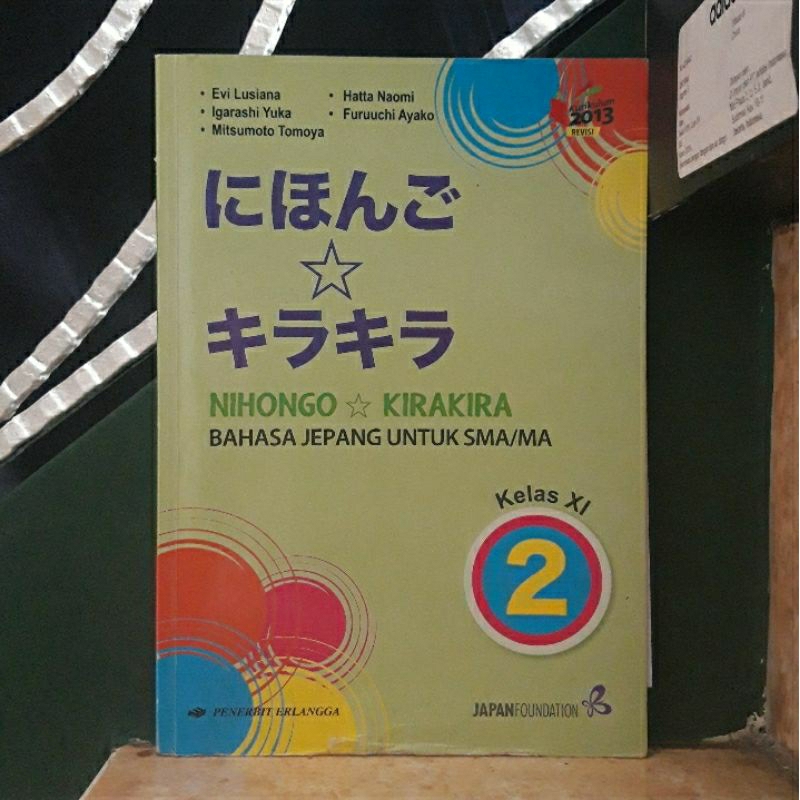 • Evi Lusiana
• Igarashi Yuka
• Mitsumoto Tomoya
• Hatta Naomi
• Furuuchi Ayako
Kurikulum
2013
REVISI
にほんご
☆
キラキラ
NIHONGO ☆ KIRAKIRA
BAHASA JEPANG UNTUK SMA/MA
Kelas XI
2
PENERBIT ERLANGGA
JAPANFOUNDATION